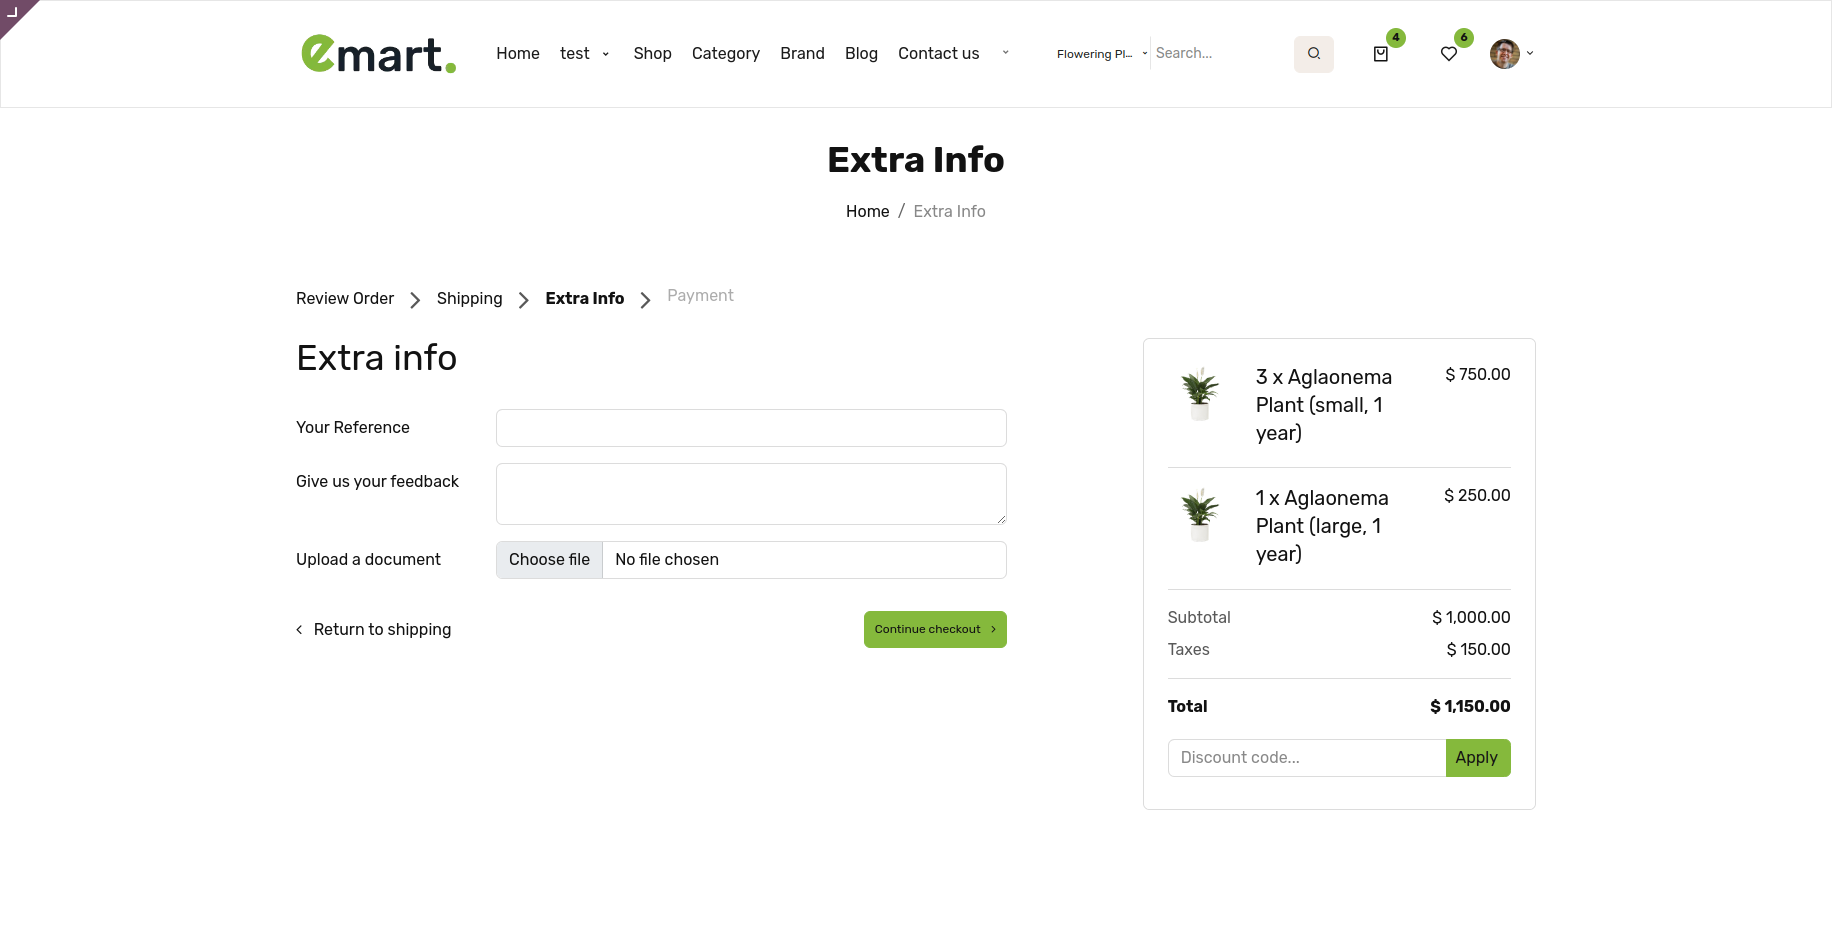 emart.
Home test Shop Category Brand Blog Contact us
Flowering Pl... Search...
4
6
Extra Info
Home / Extra Info
Review Order Shipping Extra Info Payment
Extra info
Your Reference
Give us your feedback
Upload a document Choose file No file chosen
Return to shipping Continue checkout
3 x Aglaonema $ 750.00
Plant (small, 1
year)
1 x Aglaonema $ 250.00
Plant (large, 1
year)
Subtotal $ 1,000.00
Taxes $ 150.00
Total $ 1,150.00
Discount code... Apply